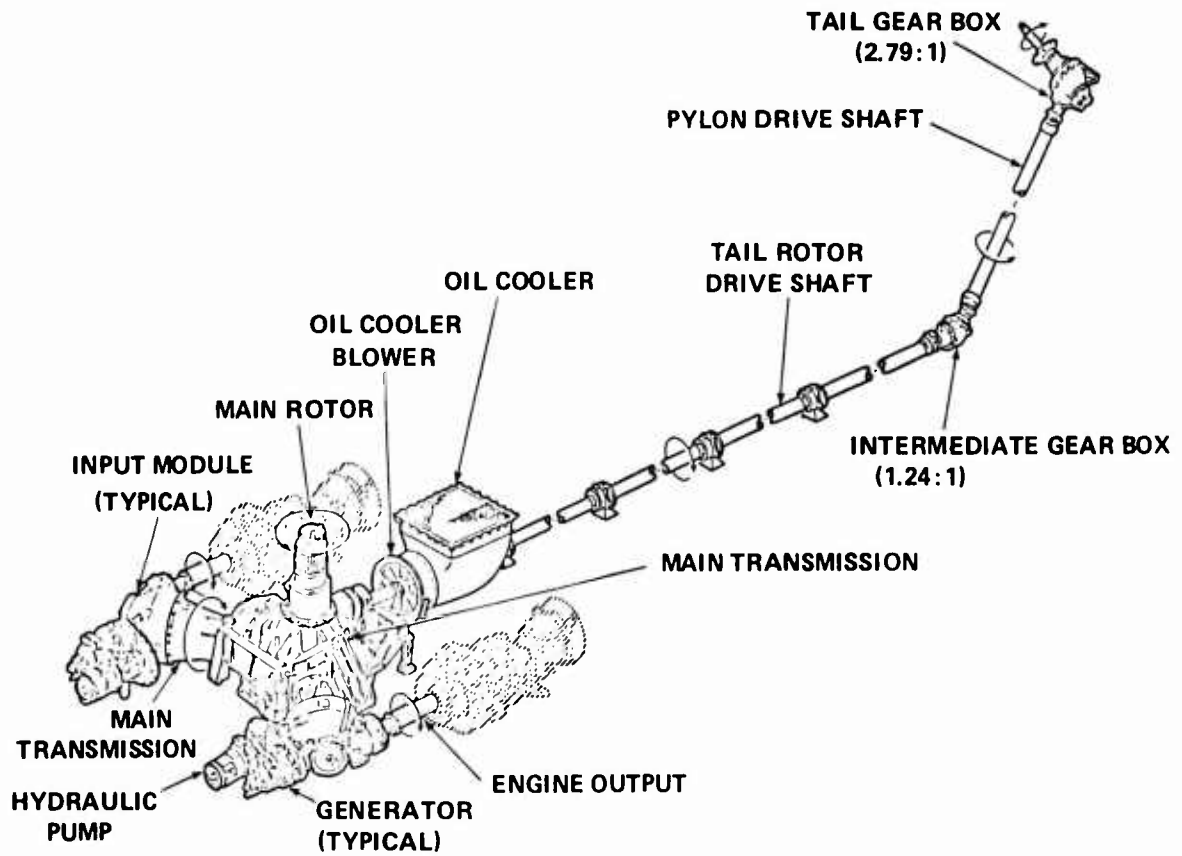 TAIL GEAR BOX
(2.79:1)
PYLON DRIVE SHAFT
TAIL ROTOR
DRIVE SHAFT
OIL COOLER
OIL COOLER
BLOWER
MAIN ROTOR
INPUT MODULE
(TYPICAL)
INTERMEDIATE GEAR BOX
(1.24:1)
MAIN TRANSMISSION
MAIN
TRANSMISSION
ENGINE OUTPUT
HYDRAULIC
PUMP
GENERATOR
(TYPICAL)